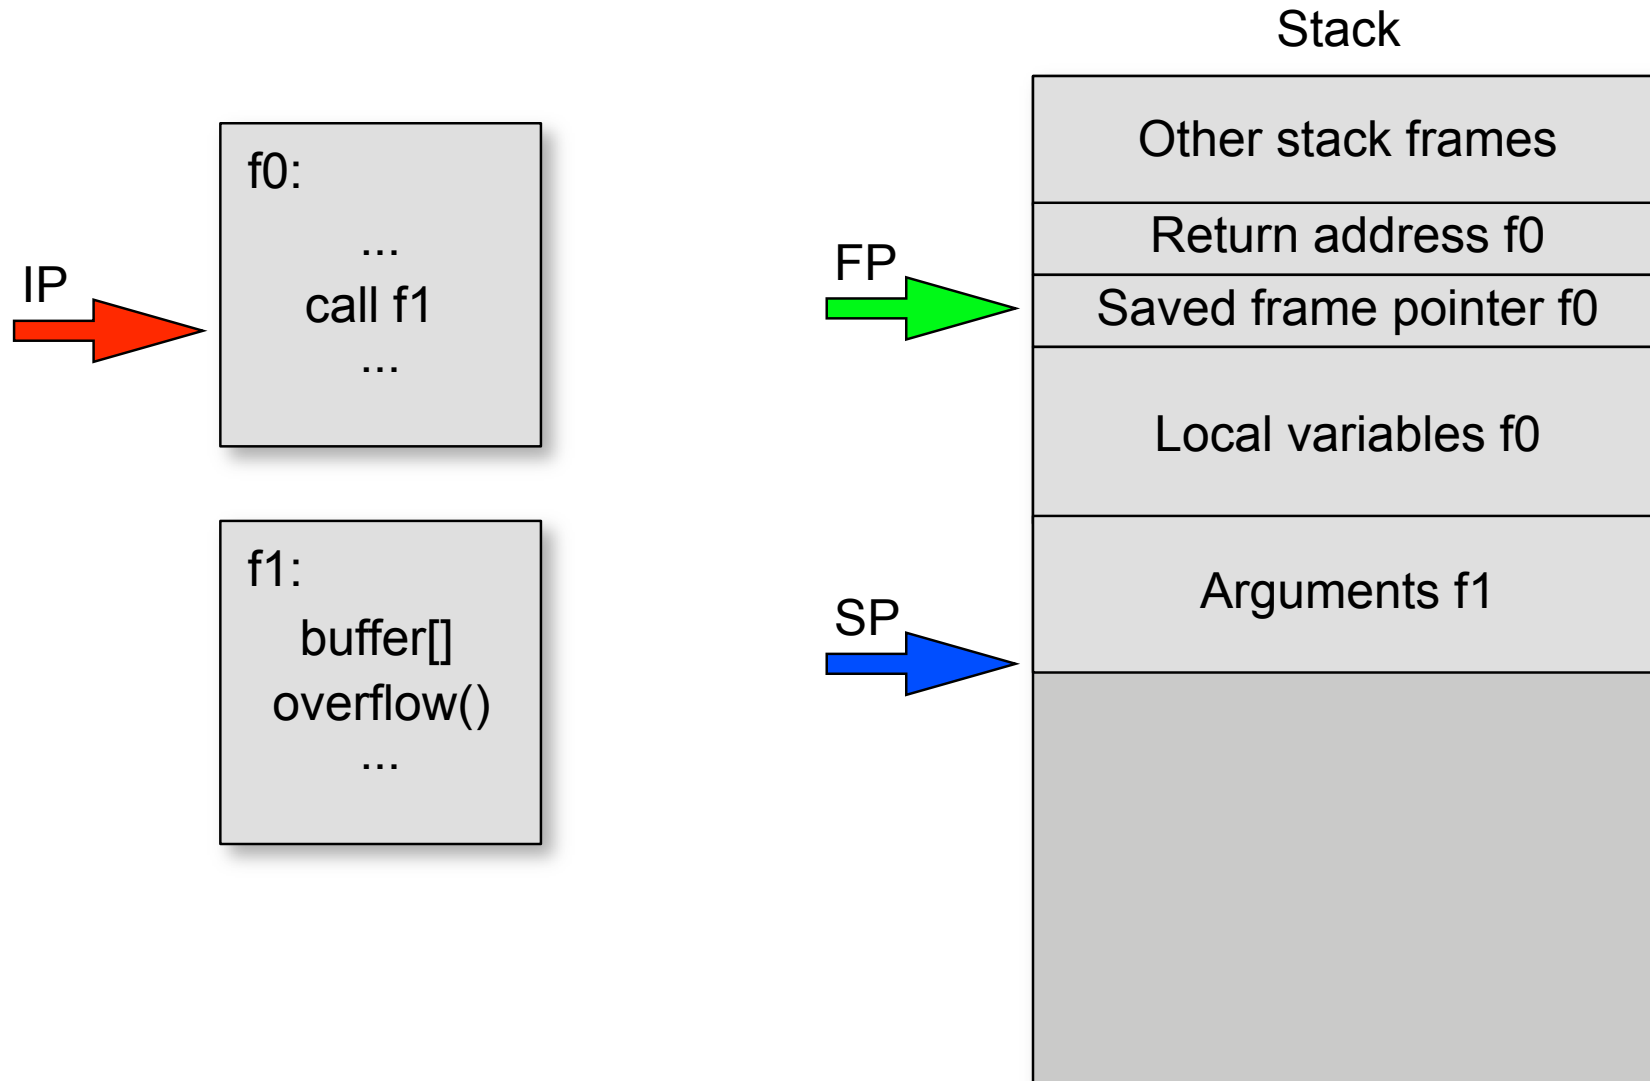 Stack
f0:
...
call f1
...
IP
f1:
buffer[]
overflow()
...
FP
SP
Other stack frames
Return address f0
Saved frame pointer f0
Local variables f0
Arguments f1